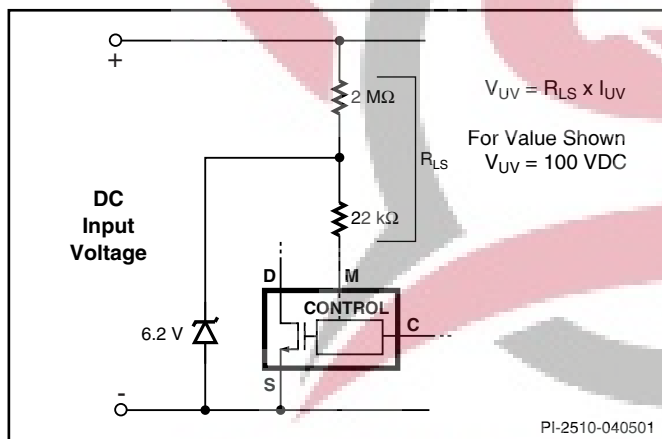 +
2 MΩ
V_UV = R_LS x I_UV
For Value Shown
V_UV = 100 VDC
R_LS
DC
Input
Voltage
22 kΩ
D
M
CONTROL
C
6.2 V
S
-
PI-2510-040501